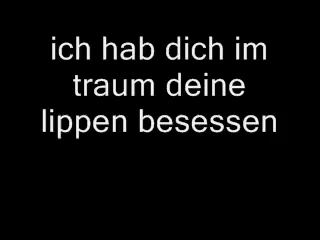 ich hab dich im
traum deine
lippen besessen